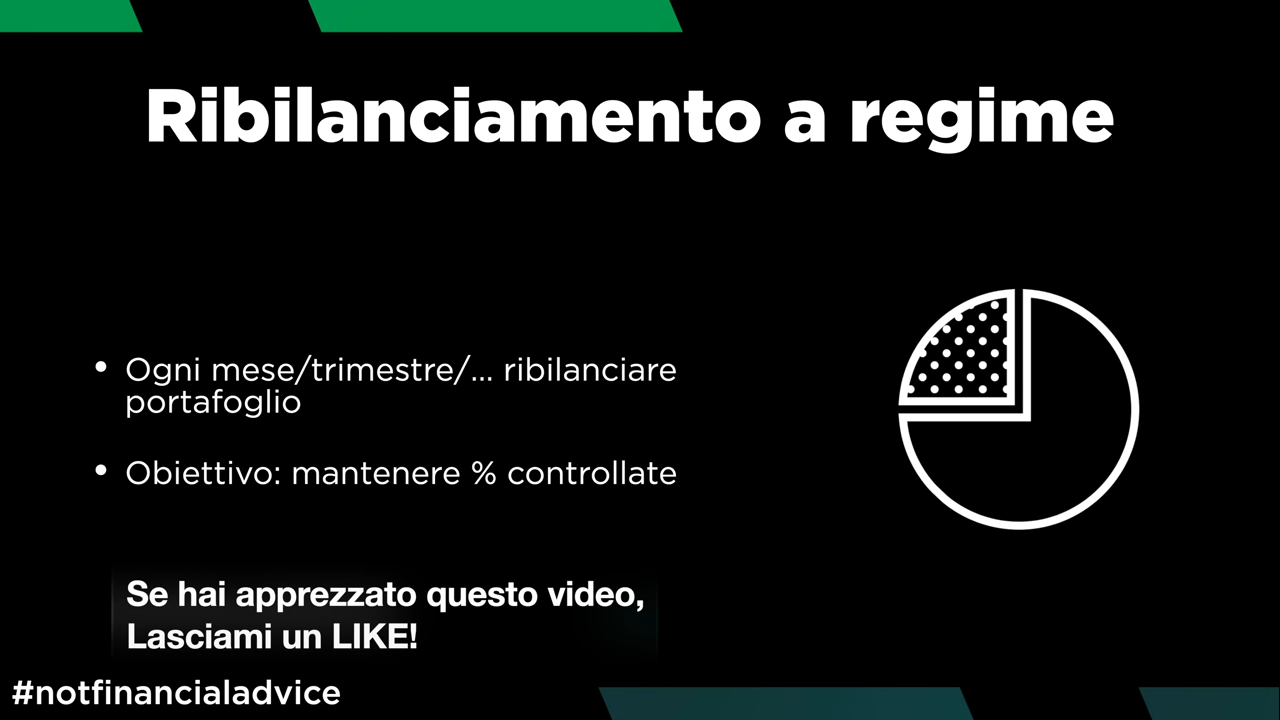 Ribilanciamento a regime
• Ogni mese/trimestre/... ribilanciare
portafoglio
• Obiettivo: mantenere % controllate
Se hai apprezzato questo video,
Lasciami un LIKE!
#notfinancialadvice